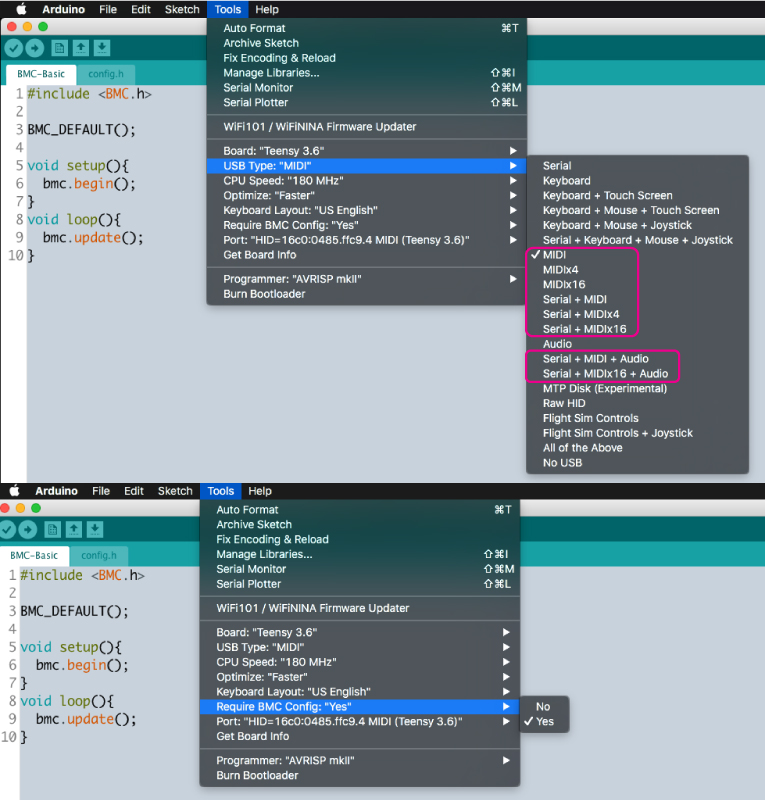 Arduino File Edit Sketch Tools Help
Auto Format ⌘T
Archive Sketch
Fix Encoding & Reload
Manage Libraries... ⇧⌘I
Serial Monitor ⇧⌘M
Serial Plotter ⇧⌘L
WiFi101 / WiFiNINA Firmware Updater
Board: "Teensy 3.6"
USB Type: "MIDI"
CPU Speed: "180 MHz"
Optimize: "Faster"
Keyboard Layout: "US English"
Require BMC Config: "Yes"
Port: "HID=16c0:0485.ffc9.4 MIDI (Teensy 3.6)"
Get Board Info
Programmer: "AVRISP mkII"
Burn Bootloader
Serial
Keyboard
Keyboard + Touch Screen
Keyboard + Mouse + Touch Screen
Keyboard + Mouse + Joystick
Serial + Keyboard + Mouse + Joystick
✓ MIDI
MIDIx4
MIDIx16
Serial + MIDI
Serial + MIDIx4
Serial + MIDIx16
Audio
Serial + MIDI + Audio
Serial + MIDIx16 + Audio
MTP Disk (Experimental)
Raw HID
Flight Sim Controls
Flight Sim Controls + Joystick
All of the Above
No USB
BMC-Basic config.h
1 #include <BMC.h>
2
3 BMC_DEFAULT();
4
5 void setup(){
6 bmc.begin();
7 }
8 void loop(){
9 bmc.update();
10 }
Arduino File Edit Sketch Tools Help
Auto Format ⌘T
Archive Sketch
Fix Encoding & Reload
Manage Libraries... ⇧⌘I
Serial Monitor ⇧⌘M
Serial Plotter ⇧⌘L
WiFi101 / WiFiNINA Firmware Updater
Board: "Teensy 3.6"
USB Type: "MIDI"
CPU Speed: "180 MHz"
Optimize: "Faster"
Keyboard Layout: "US English"
Require BMC Config: "Yes"
Port: "HID=16c0:0485.ffc9.4 MIDI (Teensy 3.6)"
Get Board Info
Programmer: "AVRISP mkII"
Burn Bootloader
No
✓ Yes
BMC-Basic config.h
1 #include <BMC.h>
2
3 BMC_DEFAULT();
4
5 void setup(){
6 bmc.begin();
7 }
8 void loop(){
9 bmc.update();
10 }